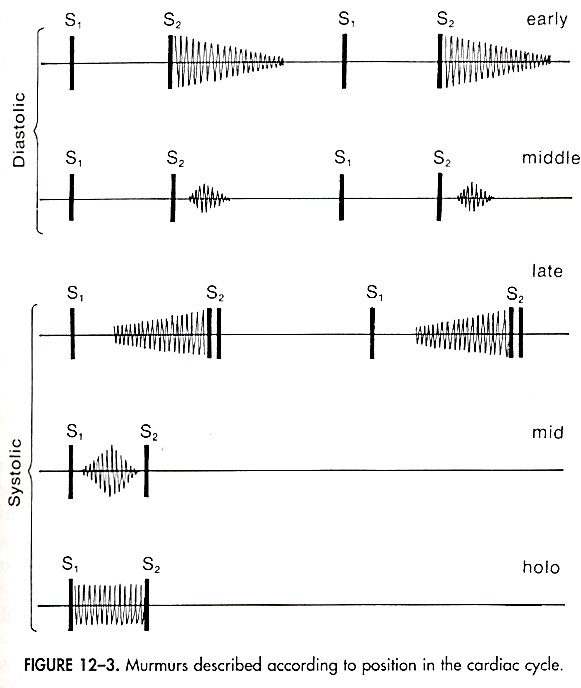 S1 S2 S1 S2 early
Diastolic
S1 S2 S1 S2 middle
late
S1 S2 S1 S2
S1 S2 mid
Systolic
S1 S2 holo
FIGURE 12–3. Murmurs described according to position in the cardiac cycle.